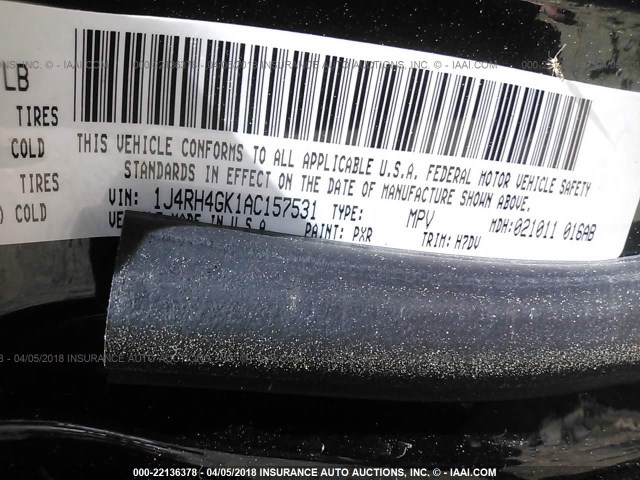 LB
TIRES
COLD
TIRES
) COLD
THIS VEHICLE CONFORMS TO ALL APPLICABLE U.S.A. FEDERAL MOTOR VEHICLE SAFETY
STANDARDS IN EFFECT ON THE DATE OF MANUFACTURE SHOWN ABOVE.
VIN: 1J4RH4GK1AC157531 TYPE: MPV MDH:021011 016AB
MADE IN U.S.A. PAINT: PXR TRIM: H7DV
000-22136378 - 04/05/2018 INSURANCE AUTO AUCTIONS, INC. - © - IAAI.COM